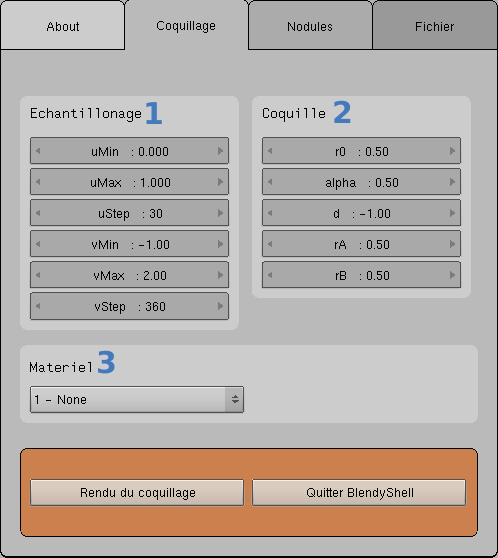 About Coquillage Nodules Fichier
Echantillonage 1
uMin : 0.000
uMax : 1.000
uStep : 30
vMin : -1.00
vMax : 2.00
vStep : 360
Coquille 2
r0 : 0.50
alpha : 0.50
d : -1.00
rA : 0.50
rB : 0.50
Materiel 3
1 - None
Rendu du coquillage Quitter BlendyShell